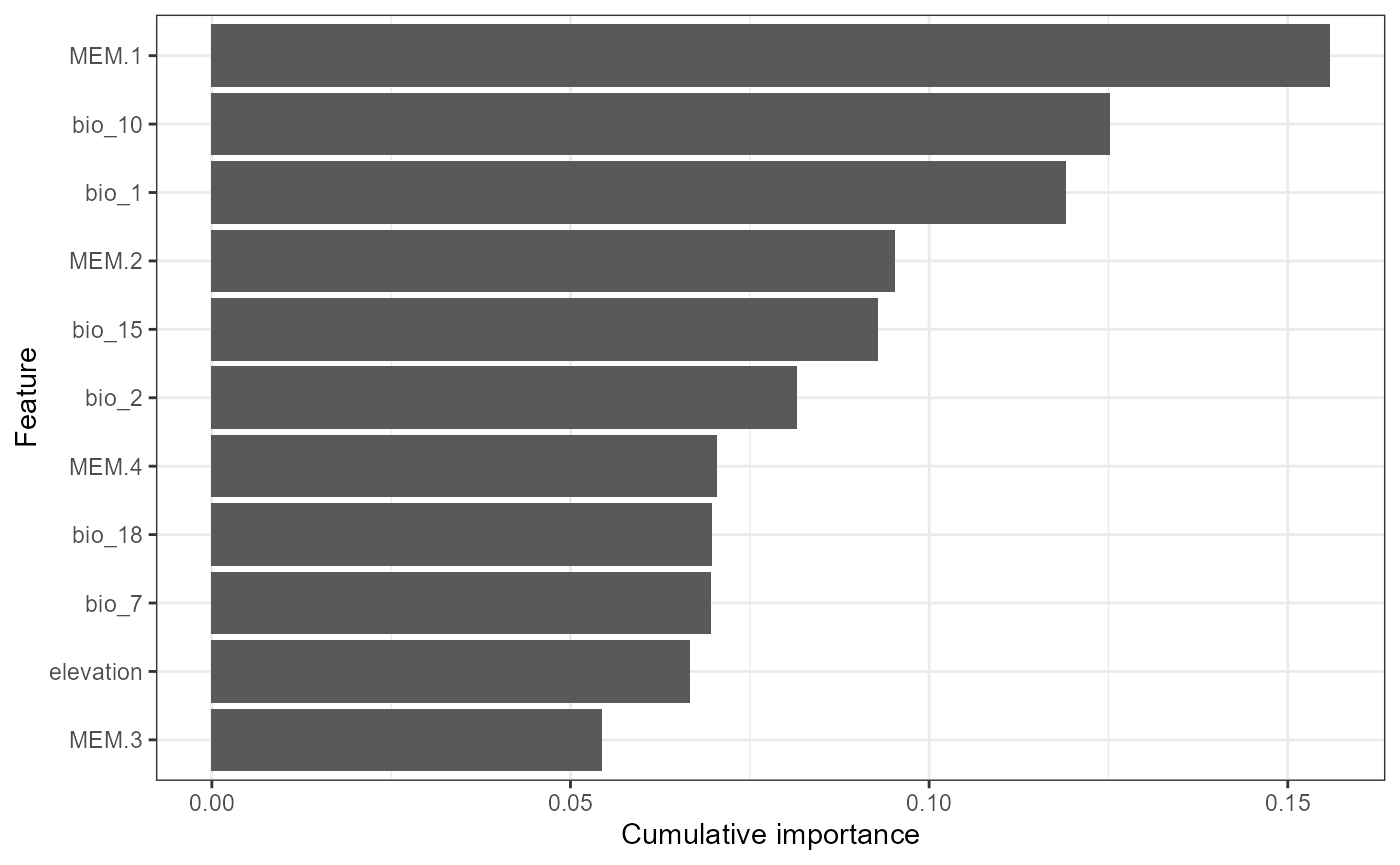 Feature
MEM.1
bio_10
bio_1
MEM.2
bio_15
bio_2
MEM.4
bio_18
bio_7
elevation
MEM.3
0.00 0.05 0.10 0.15
Cumulative importance